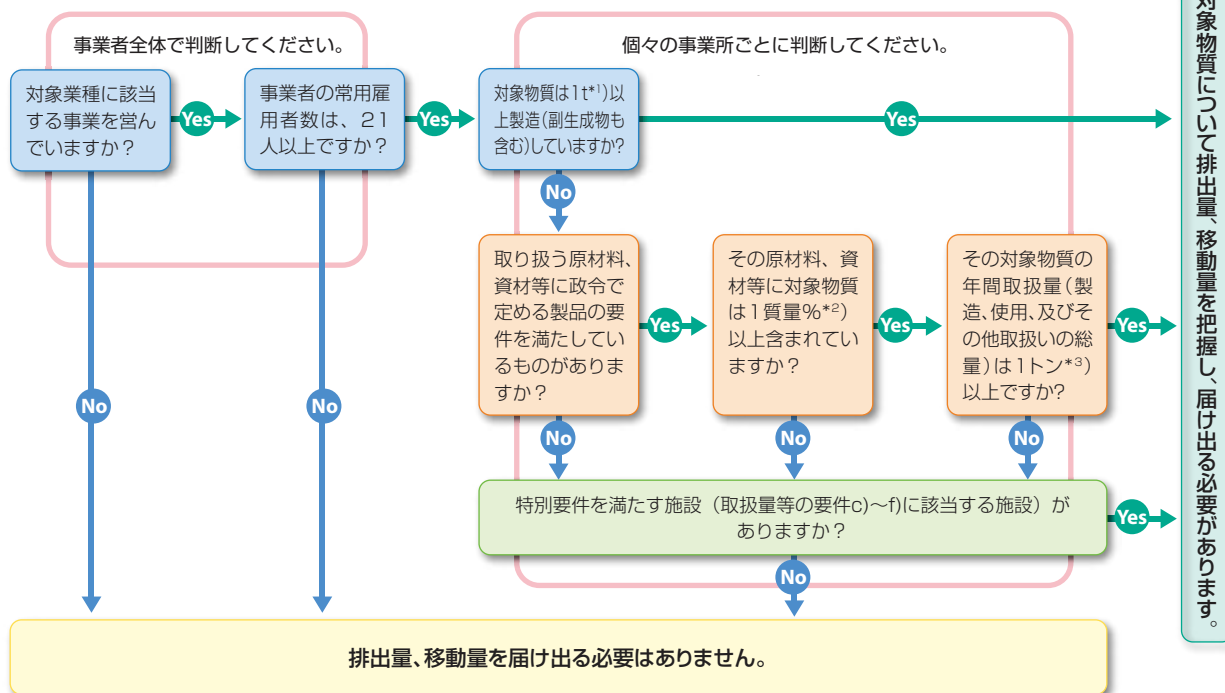 事業者全体で判断してください。
個々の事業所ごとに判断してください。
対象業種に該当
する事業を営ん
でいますか？
Yes
事業者の常用雇
用者数は、21
人以上ですか？
Yes
対象物質は1t*1)以
上製造(副生成物も
含む)していますか?
Yes
No
取り扱う原材料、
資材等に政令で
定める製品の要
件を満たしてい
るものがありま
すか？
Yes
その原材料、資
材等に対象物質
は1質量%*2)
以上含まれてい
ますか？
Yes
その対象物質の
年間取扱量(製
造、使用、及びそ
の他取扱いの総
量)は1トン*3)
以上ですか?
Yes
No
No
No
No
No
特別要件を満たす施設（取扱量等の要件c)〜f)に該当する施設）が
ありますか？
Yes
No
排出量、移動量を届け出る必要はありません。
対象物質について排出量、移動量を把握し、届け出る必要があります。